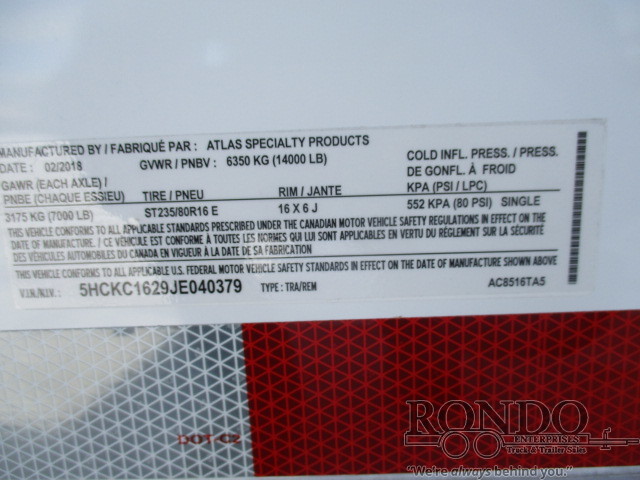 MANUFACTURED BY / FABRIQUÉ PAR : ATLAS SPECIALTY PRODUCTS
DATE : 02/2018 GVWR / PNBV : 6350 KG (14000 LB)
COLD INFL. PRESS. / PRESS.
DE GONFL. À FROID
GAWR (EACH AXLE) /
PNBE (CHAQUE ESSIEU) TIRE / PNEU RIM / JANTE KPA (PSI / LPC)
3175 KG (7000 LB) ST235/80R16 E 16 X 6 J 552 KPA (80 PSI) SINGLE
THIS VEHICLE CONFORMS TO ALL APPLICABLE STANDARDS PRESCRIBED UNDER THE CANADIAN MOTOR VEHICLE SAFETY REGULATIONS IN EFFECT ON THE
DATE OF MANUFACTURE. / CE VÉHICULE EST CONFORME À TOUTES LES NORMES QUI LUI SONT APPLICABLES EN VERTU DU RÈGLEMENT SUR LA SÉCURITÉ
DES VÉHICULES AUTOMOBILES DU CANADA EN VIGUEUR À LA DATE DE SA FABRICATION
THIS VEHICLE CONFORMS TO ALL APPLICABLE U.S. FEDERAL MOTOR VEHICLE SAFETY STANDARDS IN EFFECT ON THE DATE OF MANUFACTURE SHOWN ABOVE.
V.I.N./N.I.V. : 5HCKC1629JE040379 TYPE : TRA/REM AC8516TA5
DOT-C2
RONDO
ENTERPRISES
Truck & Trailer Sales
"We're always behind you."